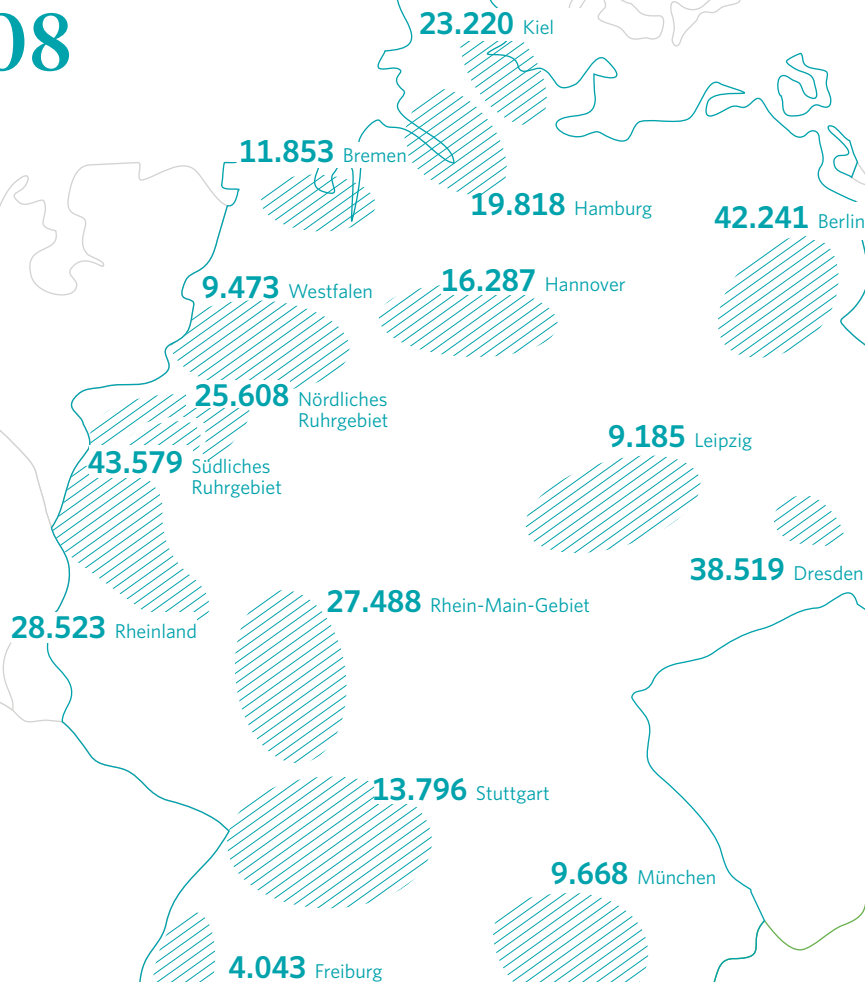 08
23.220 Kiel
11.853 Bremen
19.818 Hamburg
42.241 Berlin
9.473 Westfalen
16.287 Hannover
25.608 Nördliches
Ruhrgebiet
9.185 Leipzig
43.579 Südliches
Ruhrgebiet
38.519 Dresden
27.488 Rhein-Main-Gebiet
28.523 Rheinland
13.796 Stuttgart
9.668 München
4.043 Freiburg